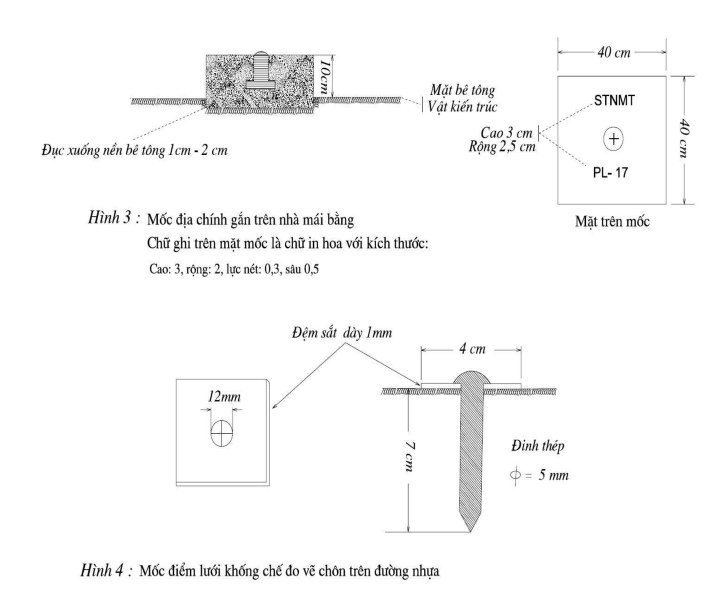 40 cm
10cm
Mặt bê tông
Vật kiến trúc
STNMT
Cao 3 cm
Rộng 2,5 cm
40 cm
Đục xuống nền bê tông 1cm - 2 cm
PL- 17
Hình 3 : Mốc địa chính gắn trên nhà mái bằng
Mặt trên mốc
Chữ ghi trên mặt mốc là chữ in hoa với kích thước:
Cao: 3, rộng: 2, lực nét: 0,3, sâu 0,5
Đệm sắt dày 1mm
4 cm
12mm
7 cm
Đinh thép
ϕ = 5 mm
Hình 4 : Mốc điểm lưới khống chế đo vẽ chôn trên đường nhựa